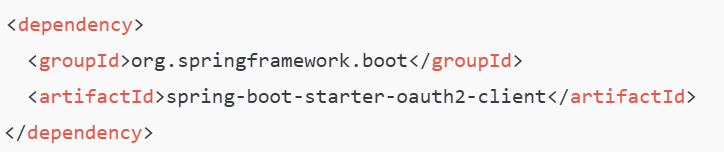 <dependency>
  <groupId>org.springframework.boot</groupId>
  <artifactId>spring-boot-starter-oauth2-client</artifactId>
</dependency>